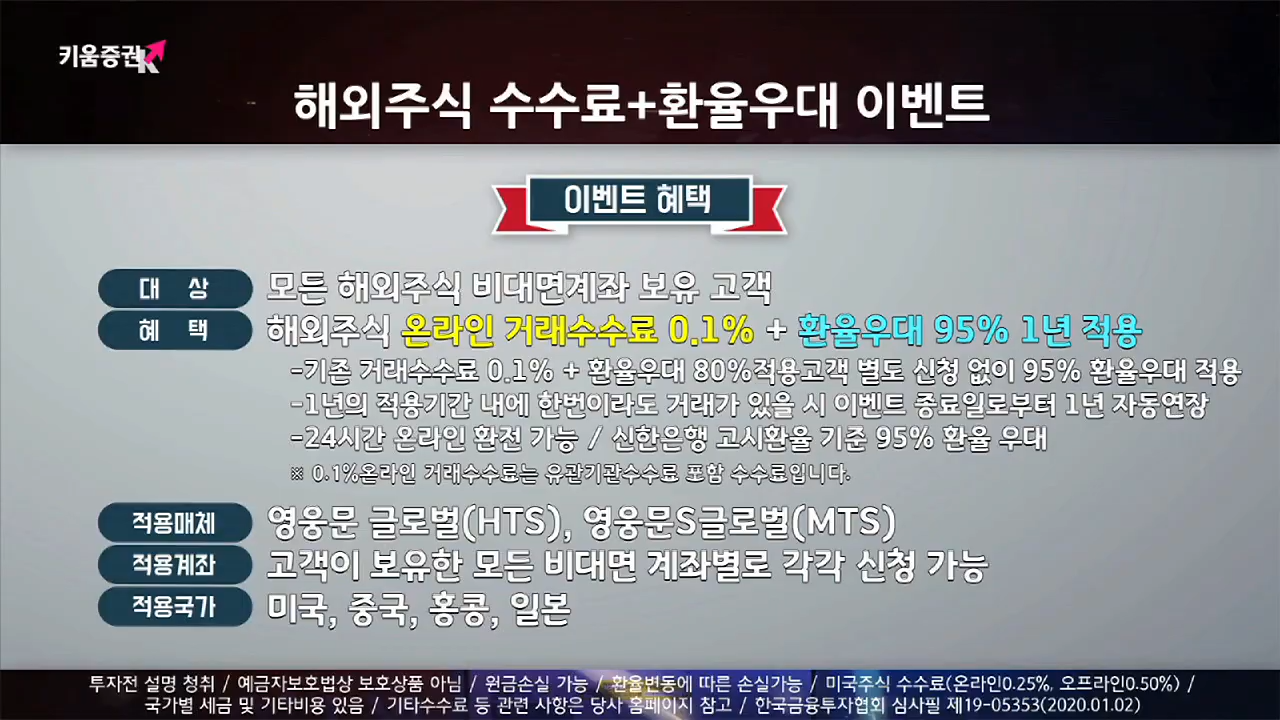 키움증권
해외주식 수수료+환율우대 이벤트
이벤트 혜택
대 상 모든 해외주식 비대면계좌 보유 고객
혜 택 해외주식 온라인 거래수수료 0.1% + 환율우대 95% 1년 적용
-기존 거래수수료 0.1% + 환율우대 80%적용고객 별도 신청 없이 95% 환율우대 적용
-1년의 적용기간 내에 한번이라도 거래가 있을 시 이벤트 종료일로부터 1년 자동연장
-24시간 온라인 환전 가능 / 신한은행 고시환율 기준 95% 환율 우대
※ 0.1%온라인 거래수수료는 유관기관수수료 포함 수수료입니다.
적용매체 영웅문 글로벌(HTS), 영웅문S글로벌(MTS)
적용계좌 고객이 보유한 모든 비대면 계좌별로 각각 신청 가능
적용국가 미국, 중국, 홍콩, 일본
투자전 설명 청취 / 예금자보호법상 보호상품 아님 / 원금손실 가능 / 환율변동에 따른 손실가능 / 미국주식 수수료(온라인0.25%, 오프라인0.50%) /
국가별 세금 및 기타비용 있음 / 기타수수료 등 관련 사항은 당사 홈페이지 참고 / 한국금융투자협회 심사필 제19-05353(2020.01.02)